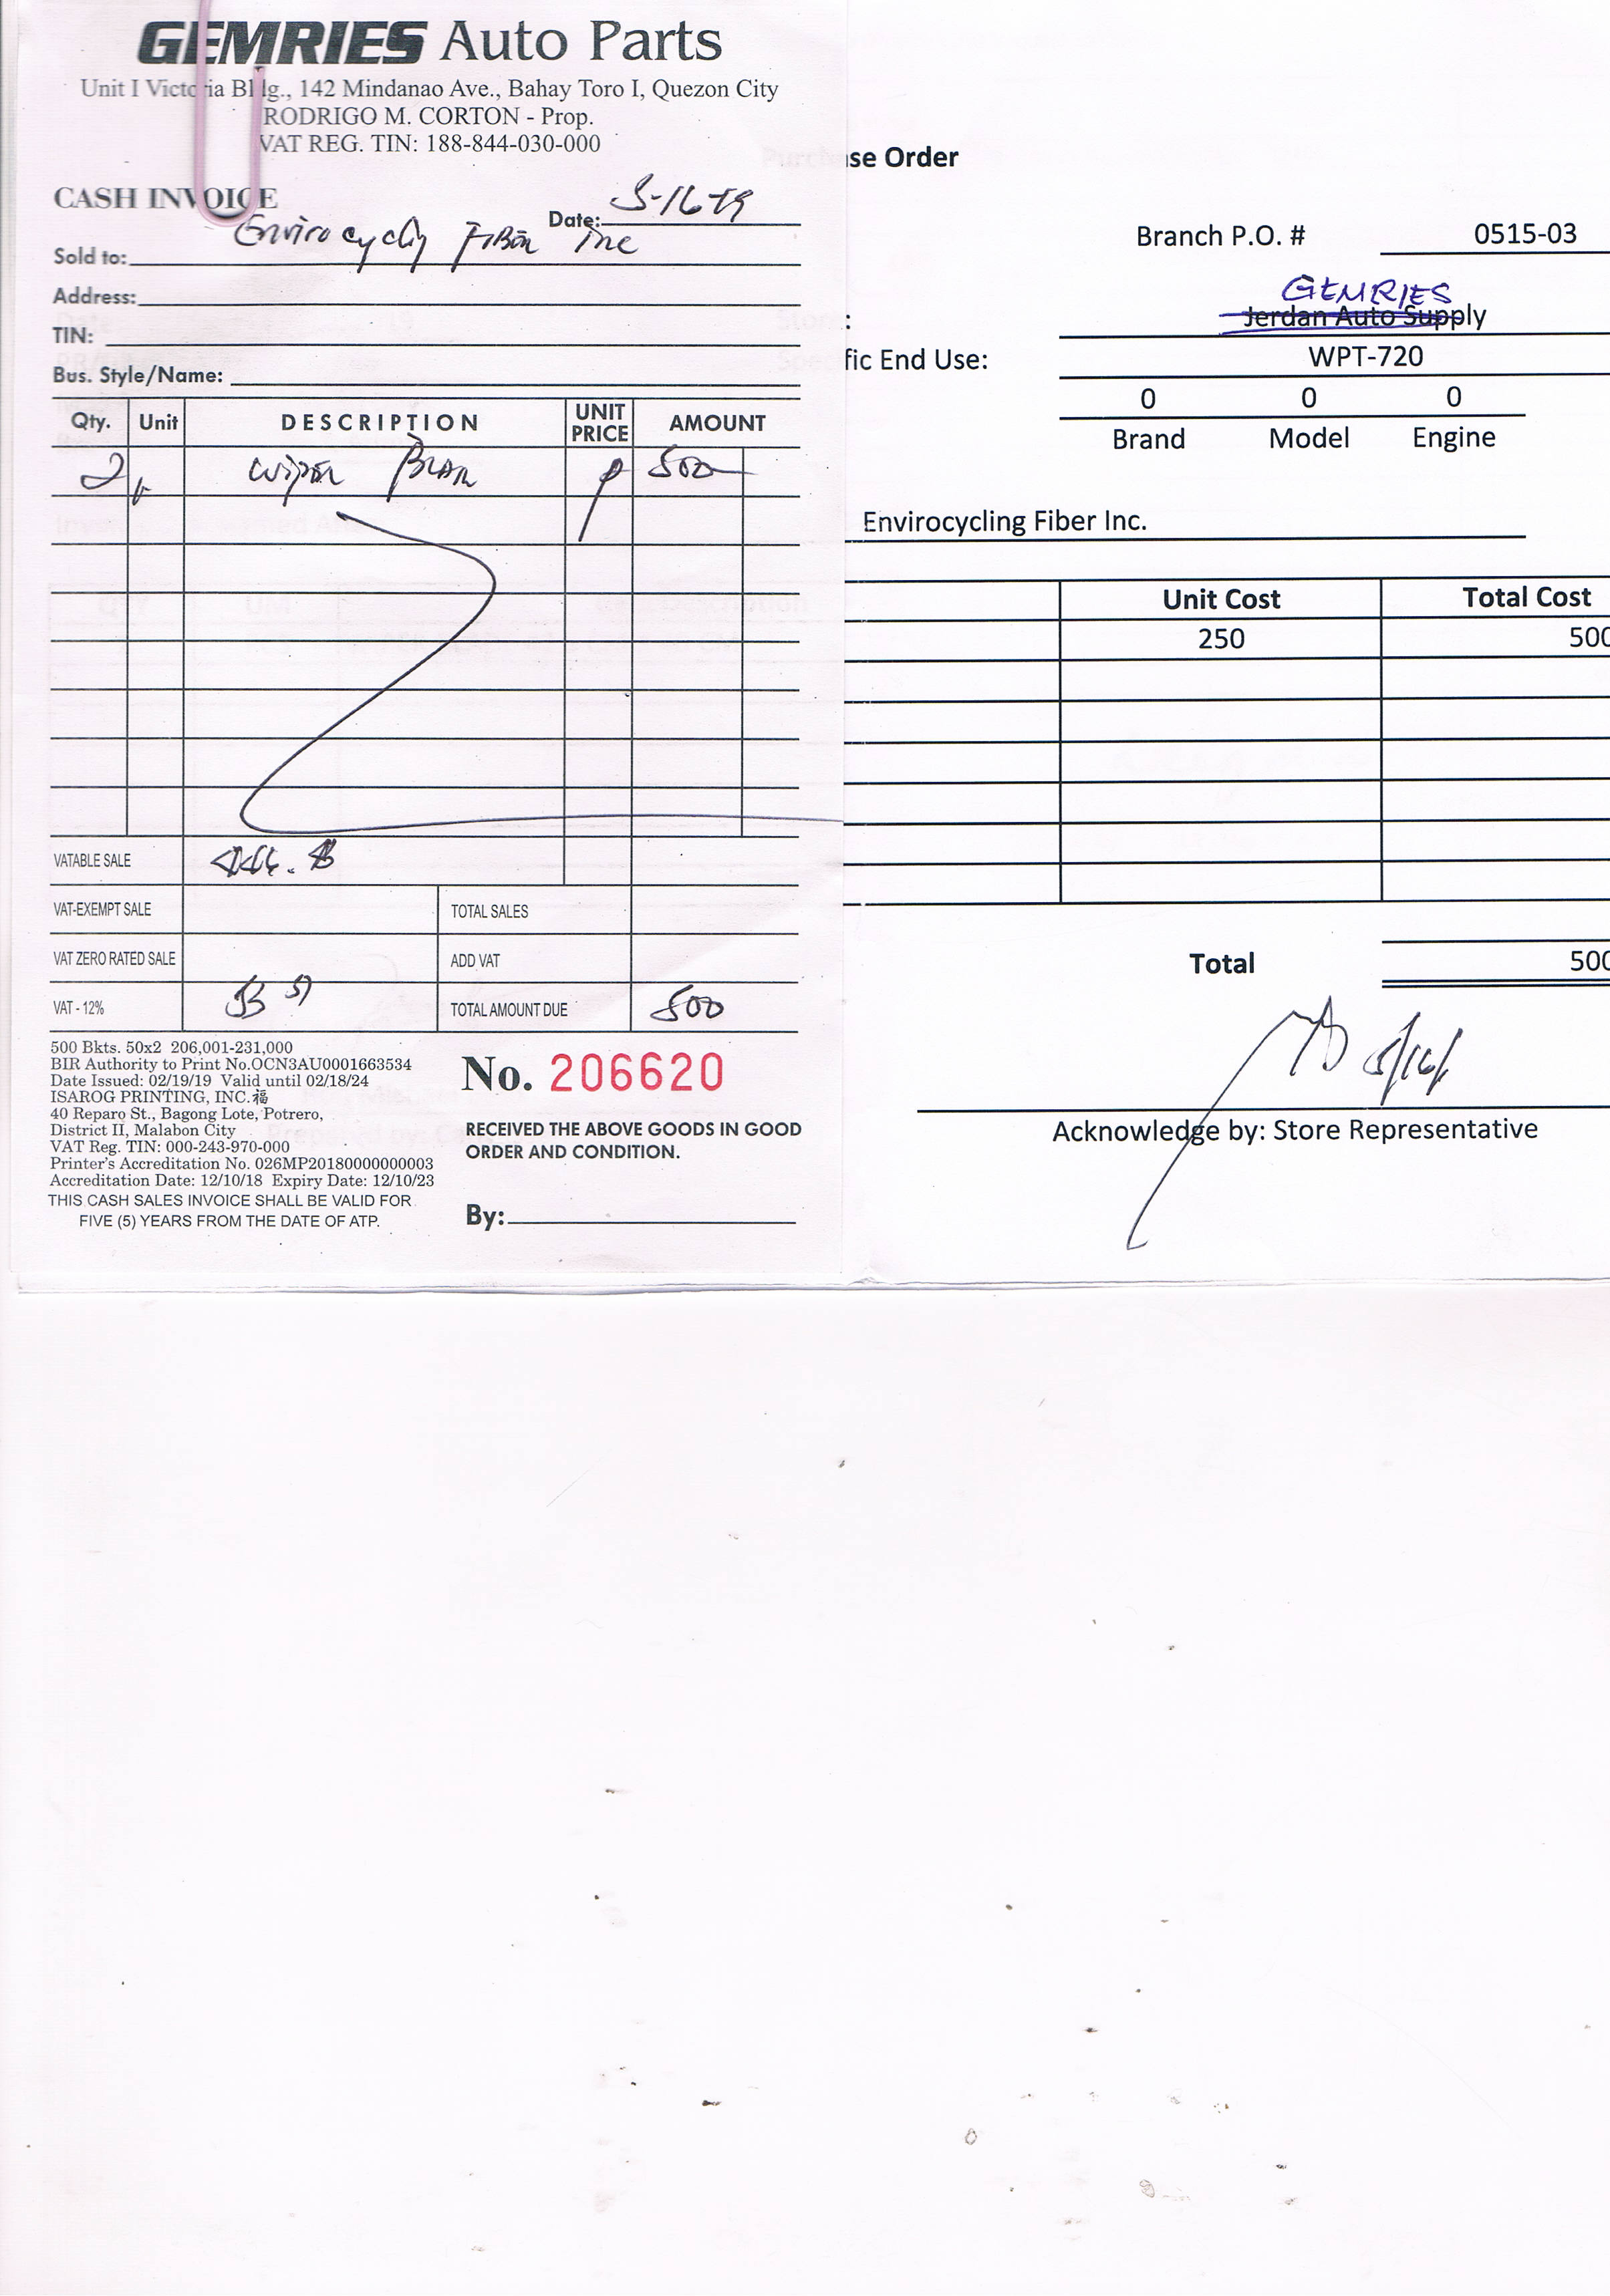 GEMRIES Auto Parts
Unit I Victoria Bldg., 142 Mindanao Ave., Bahay Toro I, Quezon City
RODRIGO M. CORTON - Prop.
VAT REG. TIN: 188-844-030-000
CASH INVOICE
Date: 5-16-19
Sold to: Envirocyclig Fiber Inc
Address:
TIN:
Bus. Style/Name:
Qty. Unit DESCRIPTION UNIT PRICE AMOUNT
2 wiper 500
VATABLE SALE
VAT-EXEMPT SALE TOTAL SALES
VAT ZERO RATED SALE ADD VAT
VAT - 12% TOTAL AMOUNT DUE 500
500 Bkts. 50x2 206,001-231,000
BIR Authority to Print No.OCN3AU0001663534
Date Issued: 02/19/19 Valid until 02/18/24
ISAROG PRINTING, INC.福
40 Reparo St., Bagong Lote, Potrero,
District II, Malabon City
VAT Reg. TIN: 000-243-970-000
Printer's Accreditation No. 026MP20180000000003
Accreditation Date: 12/10/18 Expiry Date: 12/10/23
THIS CASH SALES INVOICE SHALL BE VALID FOR
FIVE (5) YEARS FROM THE DATE OF ATP.
No. 206620
RECEIVED THE ABOVE GOODS IN GOOD
ORDER AND CONDITION.
By:
se Order
Branch P.O. # 0515-03
GEMRIES
: Jerdan Auto Supply
fic End Use: WPT-720
0 0 0
Brand Model Engine
Envirocycling Fiber Inc.
Unit Cost Total Cost
250 500
Total 500
5/16/
Acknowledge by: Store Representative